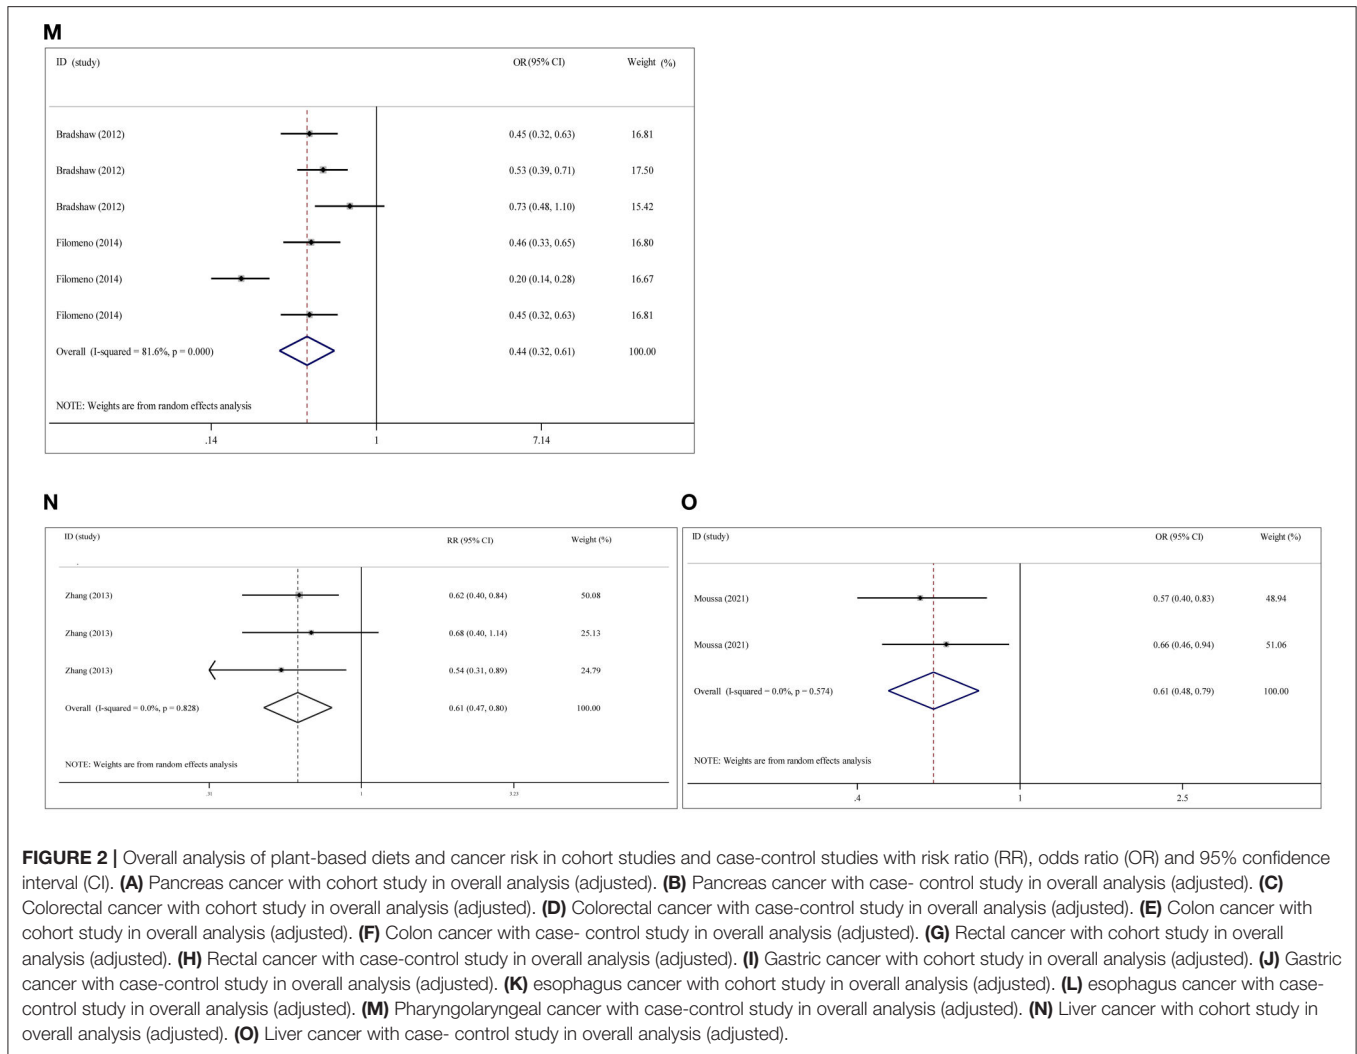 M
ID (study) OR (95% CI) Weight (%)
Bradshaw (2012) 0.45 (0.32, 0.63) 16.81
Bradshaw (2012) 0.53 (0.39, 0.71) 17.50
Bradshaw (2012) 0.73 (0.48, 1.10) 15.42
Filomeno (2014) 0.46 (0.33, 0.65) 16.80
Filomeno (2014) 0.20 (0.14, 0.28) 16.67
Filomeno (2014) 0.45 (0.32, 0.63) 16.81
Overall (I-squared = 81.6%, p = 0.000) 0.44 (0.32, 0.61) 100.00
NOTE: Weights are from random effects analysis
.14 1 7.14
N
ID (study) RR (95% CI) Weight (%)
Zhang (2013) 0.62 (0.40, 0.84) 50.08
Zhang (2013) 0.68 (0.40, 1.14) 25.13
Zhang (2013) 0.54 (0.31, 0.89) 24.79
Overall (I-squared = 0.0%, p = 0.828) 0.61 (0.47, 0.80) 100.00
NOTE: Weights are from random effects analysis
1 3.23
O
ID (study) OR (95% CI) Weight (%)
Moussa (2021) 0.57 (0.40, 0.83) 48.94
Moussa (2021) 0.66 (0.46, 0.94) 51.06
Overall (I-squared = 0.0%, p = 0.574) 0.61 (0.48, 0.79) 100.00
NOTE: Weights are from random effects analysis
.4 1 2.5
FIGURE 2 | Overall analysis of plant-based diets and cancer risk in cohort studies and case-control studies with risk ratio (RR), odds ratio (OR) and 95% confidence
interval (CI). (A) Pancreas cancer with cohort study in overall analysis (adjusted). (B) Pancreas cancer with case- control study in overall analysis (adjusted). (C)
Colorectal cancer with cohort study in overall analysis (adjusted). (D) Colorectal cancer with case-control study in overall analysis (adjusted). (E) Colon cancer with
cohort study in overall analysis (adjusted). (F) Colon cancer with case- control study in overall analysis (adjusted). (G) Rectal cancer with cohort study in overall
analysis (adjusted). (H) Rectal cancer with case-control study in overall analysis (adjusted). (I) Gastric cancer with cohort study in overall analysis (adjusted). (J) Gastric
cancer with case-control study in overall analysis (adjusted). (K) esophagus cancer with cohort study in overall analysis (adjusted). (L) esophagus cancer with case-
control study in overall analysis (adjusted). (M) Pharyngolaryngeal cancer with case-control study in overall analysis (adjusted). (N) Liver cancer with cohort study in
overall analysis (adjusted). (O) Liver cancer with case- control study in overall analysis (adjusted).